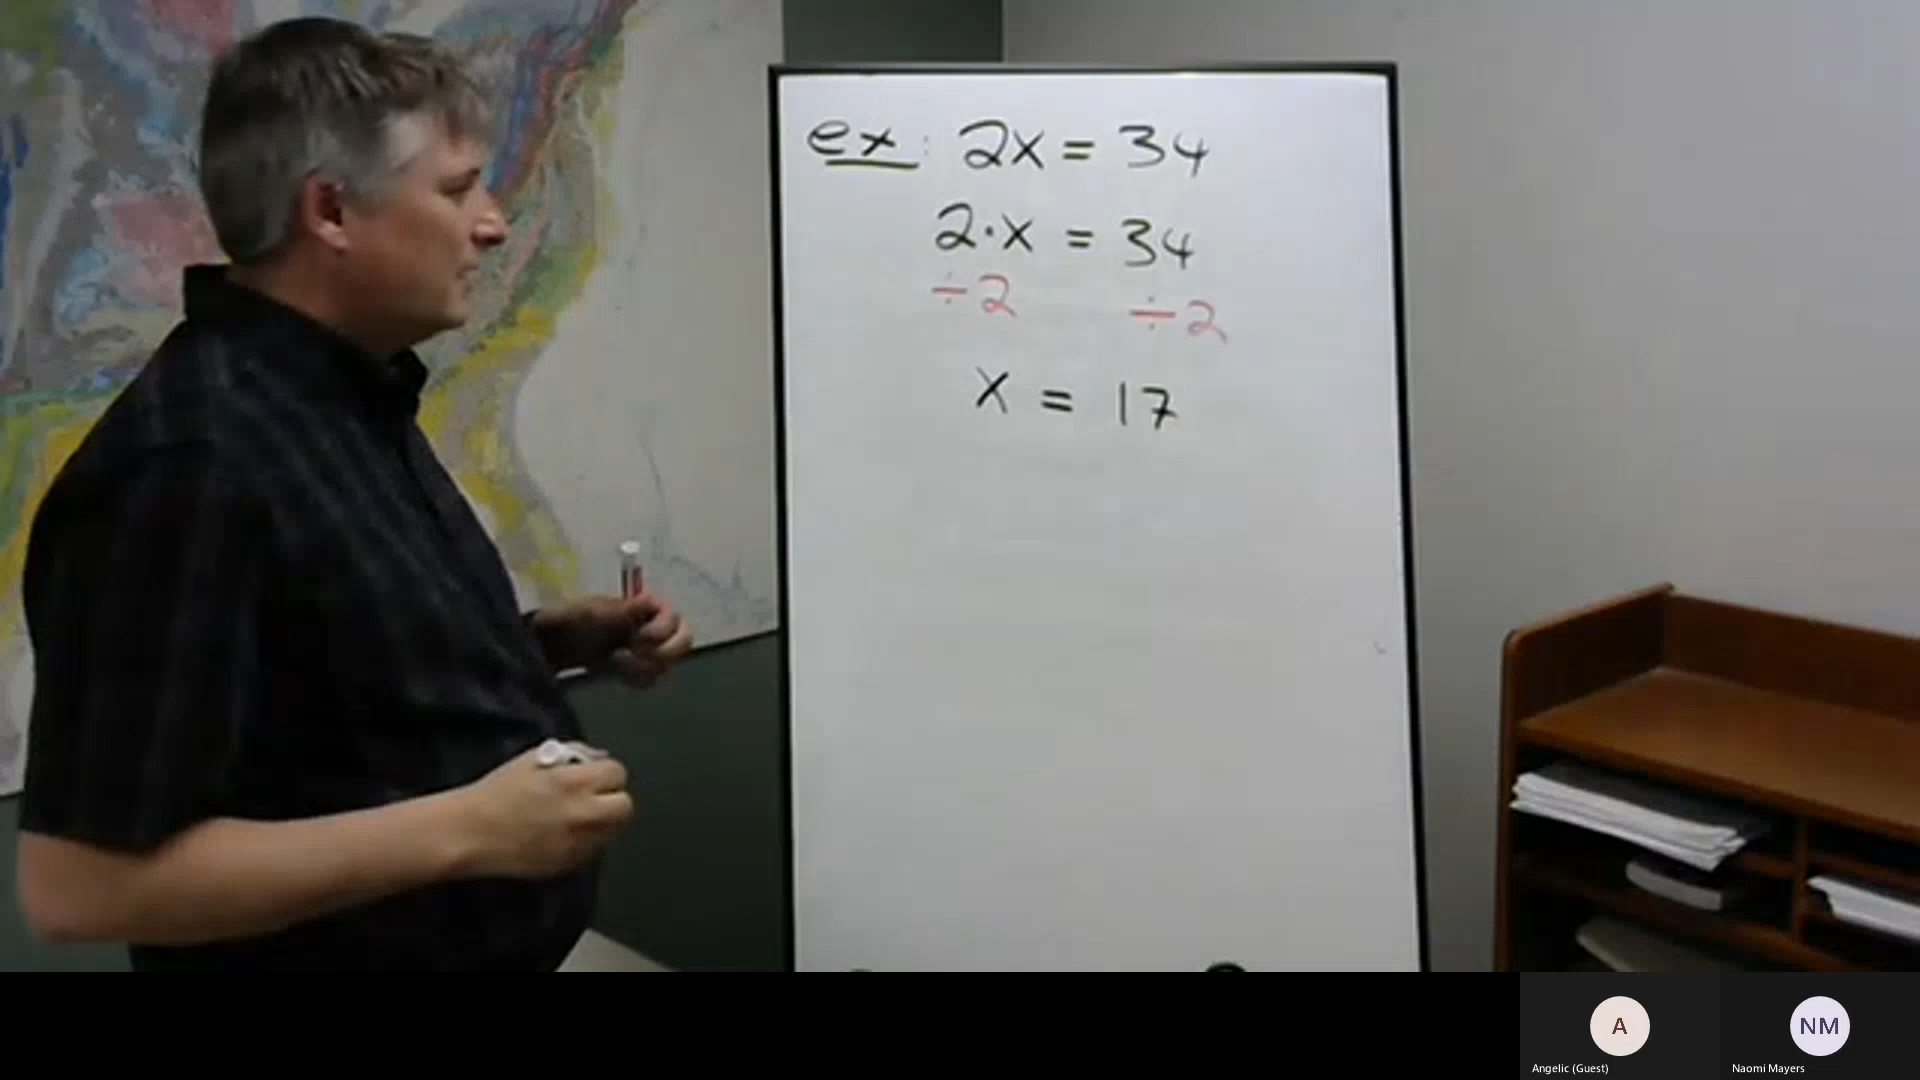 ex: 2x = 34
2·x = 34
÷2 ÷2
x = 17
A
NM
Angelic (Guest)
Naomi Mayers